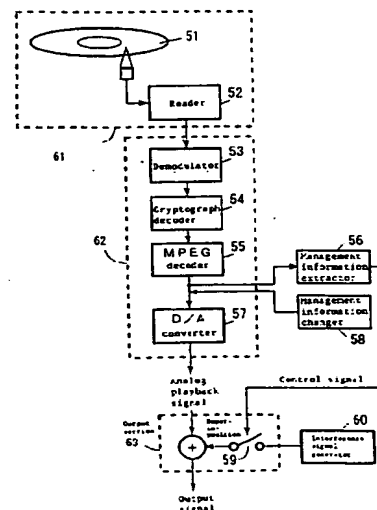 51
Reader
52
61
Demodulator
53
Cryptograph
decoder
54
MPEG
decoder
55
62
Management
information
extractor
56
Management
information
changer
58
D/A
converter
57
Analog
playback
signal
Control signal
Output
section
63
Super-
imposition
59
+
Interference
signal
generator
60
Output
signal